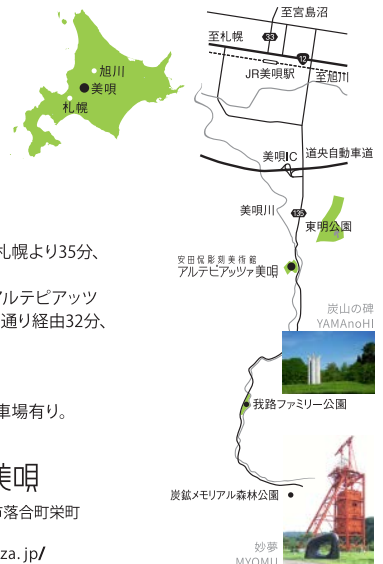 旭川
美唄
札幌
至宮島沼
至札幌
33
12
JR美唄駅
至旭川
美唄IC
道央自動車道
美唄川
135
東明公園
安田侃彫刻美術館
アルテピアッツァ美唄
炭山の碑
YAMAnoHI
我路ファミリー公園
炭鉱メモリアル森林公園
妙夢
MYOMU
札幌より35分、
アルテピアッツ
通り経由32分、
車場有り。
美唄
市落合町栄町
za.jp/